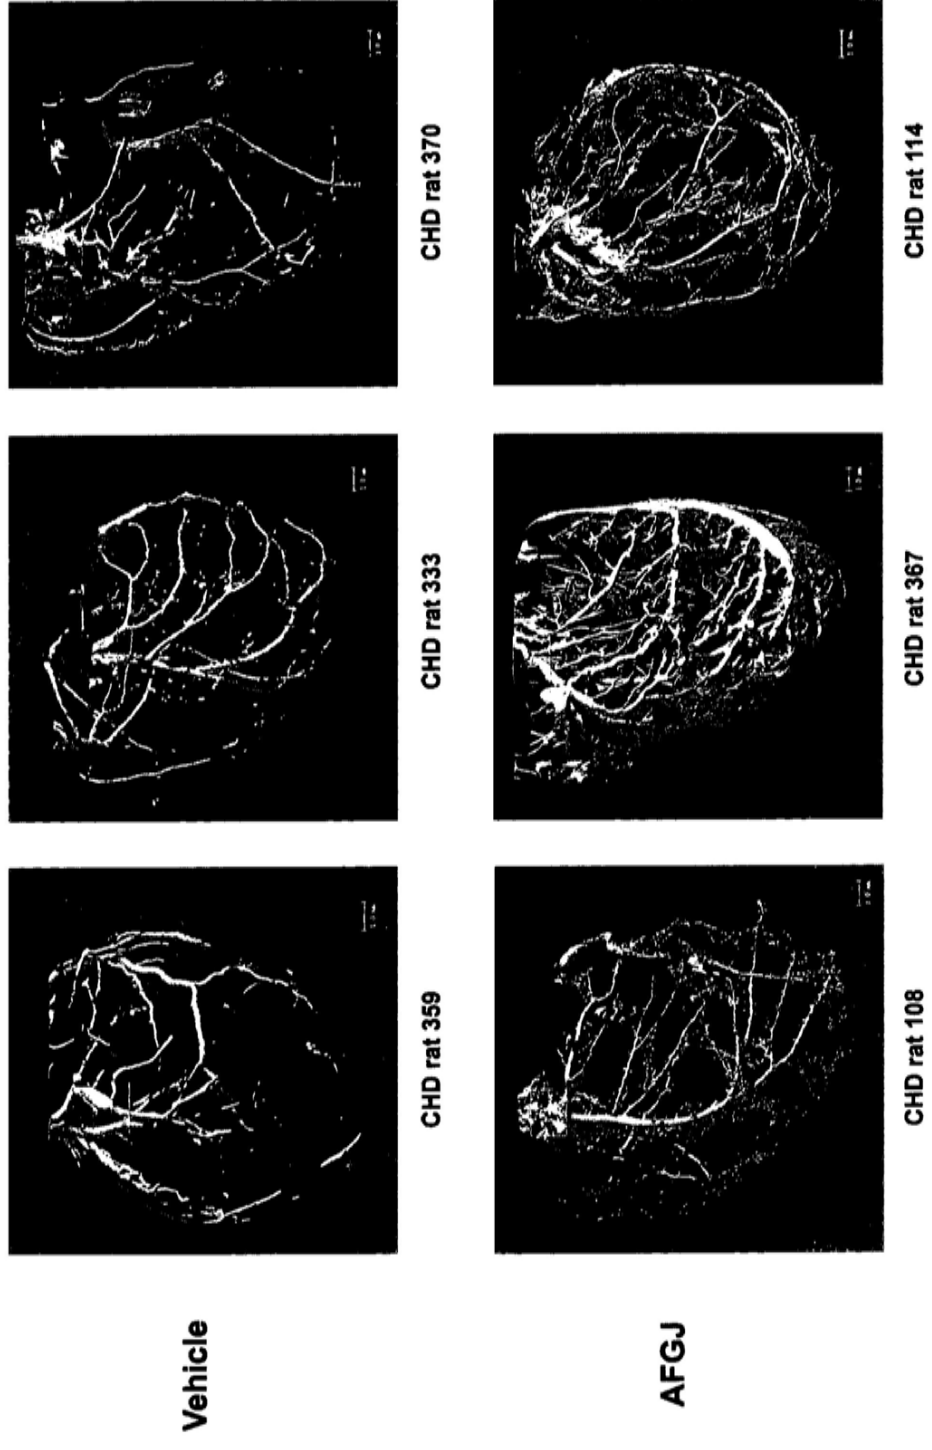 Vehicle
CHD rat 359
CHD rat 333
CHD rat 370
AFGJ
CHD rat 108
CHD rat 367
CHD rat 114